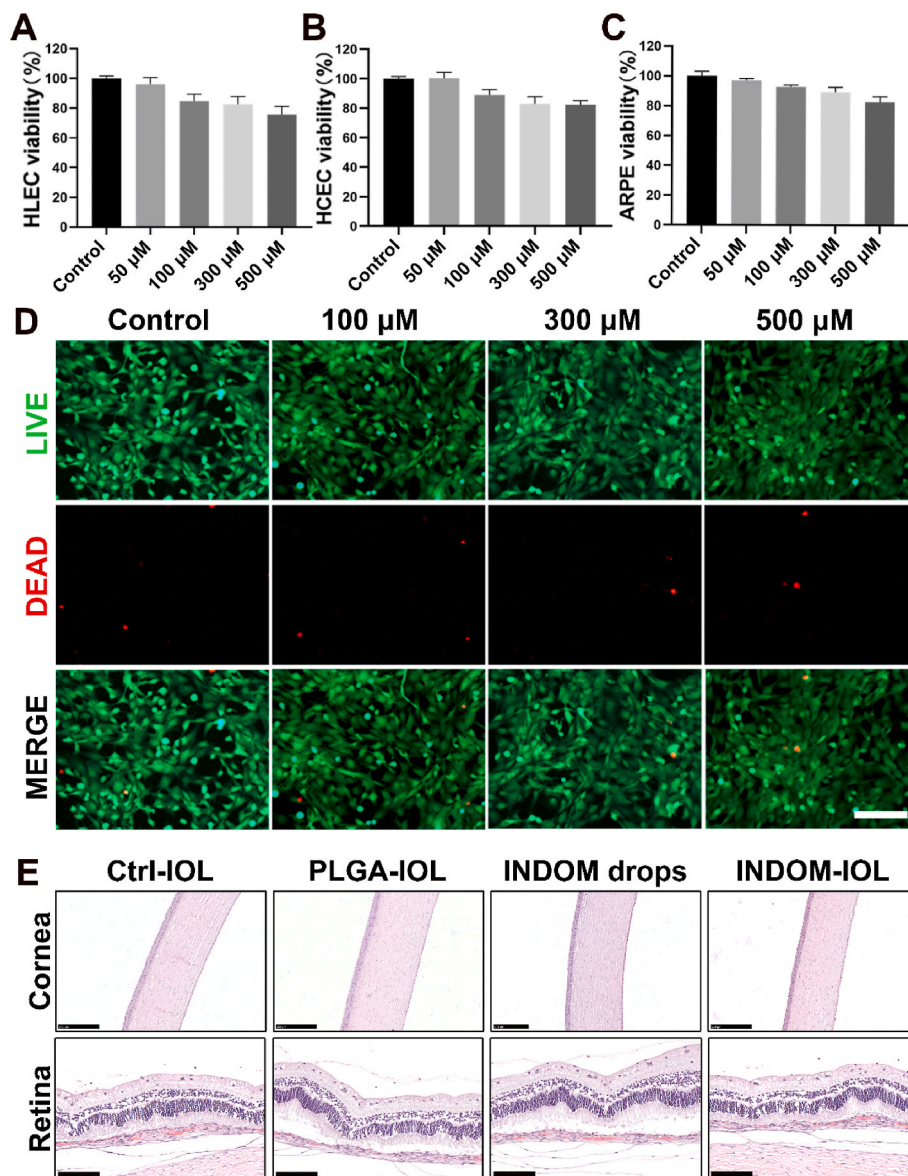 A
HLEC viability (%)
120
100
80
60
40
20
0
Control
50 μM
100 μM
300 μM
500 μM
B
HCEC viability (%)
120
100
80
60
40
20
0
Control
50 μM
100 μM
300 μM
500 μM
C
ARPE viability (%)
120
100
80
60
40
20
0
Control
50 μM
100 μM
300 μM
500 μM
D
Control
100 μM
300 μM
500 μM
LIVE
DEAD
MERGE
E
Ctrl-IOL
PLGA-IOL
INDOM drops
INDOM-IOL
Cornea
Retina